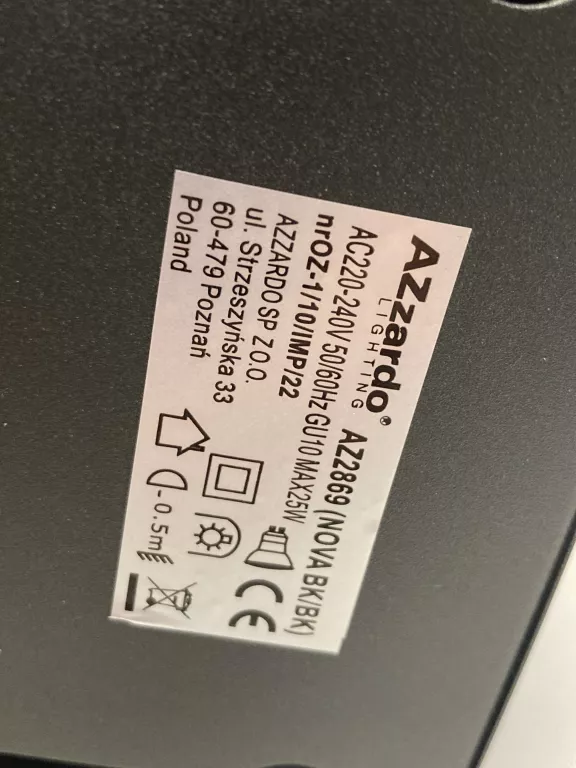 AZzardo®
LIGHTING
AZ2869 (NOVA BK/BK)
AC220-240V 50/60Hz GU10 MAX25W
nrOZ-1/10/IMP/22
AZZARDO SP Z O.O.
ul. Strzeszyńska 33
60-479 Poznań
Poland
CE
-0.5m